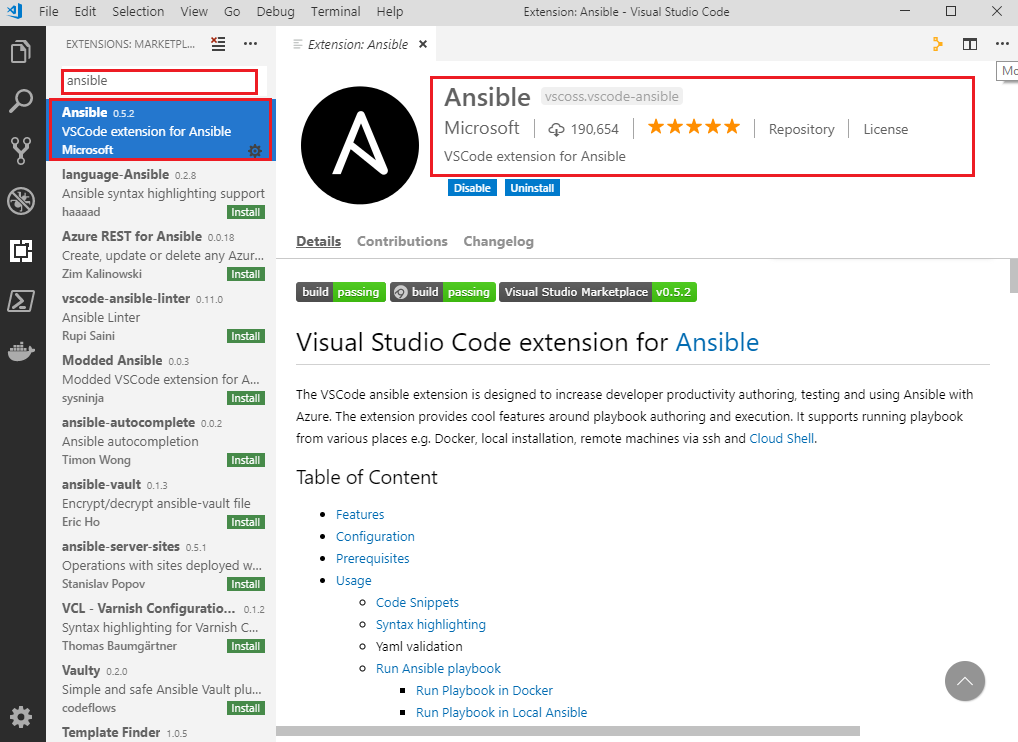 File Edit Selection View Go Debug Terminal Help Extension: Ansible - Visual Studio Code
EXTENSIONS: MARKETPL...
ansible
Ansible 0.5.2
VSCode extension for Ansible
Microsoft
language-Ansible 0.2.8
Ansible syntax highlighting support
haaaad Install
Azure REST for Ansible 0.0.18
Create, update or delete any Azur...
Zim Kalinowski Install
vscode-ansible-linter 0.11.0
Ansible Linter
Rupi Saini Install
Modded Ansible 0.0.3
Modded VSCode extension for A...
sysninja Install
ansible-autocomplete 0.0.2
Ansible autocompletion
Timon Wong Install
ansible-vault 0.1.3
Encrypt/decrypt ansible-vault file
Eric Ho Install
ansible-server-sites 0.5.1
Operations with sites deployed w...
Stanislav Popov Install
VCL - Varnish Configuratio... 0.1.2
Syntax highlighting for Varnish C...
Thomas Baumgärtner Install
Vaulty 0.2.0
Simple and safe Ansible Vault plu...
codeflows Install
Template Finder 1.0.5
Extension: Ansible
Mo
Ansible vscoss.vscode-ansible
Microsoft 190,654 Repository License
VSCode extension for Ansible
Disable Uninstall
Details Contributions Changelog
build passing build passing Visual Studio Marketplace v0.5.2
Visual Studio Code extension for Ansible
The VSCode ansible extension is designed to increase developer productivity authoring, testing and using Ansible with
Azure. The extension provides cool features around playbook authoring and execution. It supports running playbook
from various places e.g. Docker, local installation, remote machines via ssh and Cloud Shell.
Table of Content
Features
Configuration
Prerequisites
Usage
Code Snippets
Syntax highlighting
Yaml validation
Run Ansible playbook
Run Playbook in Docker
Run Playbook in Local Ansible